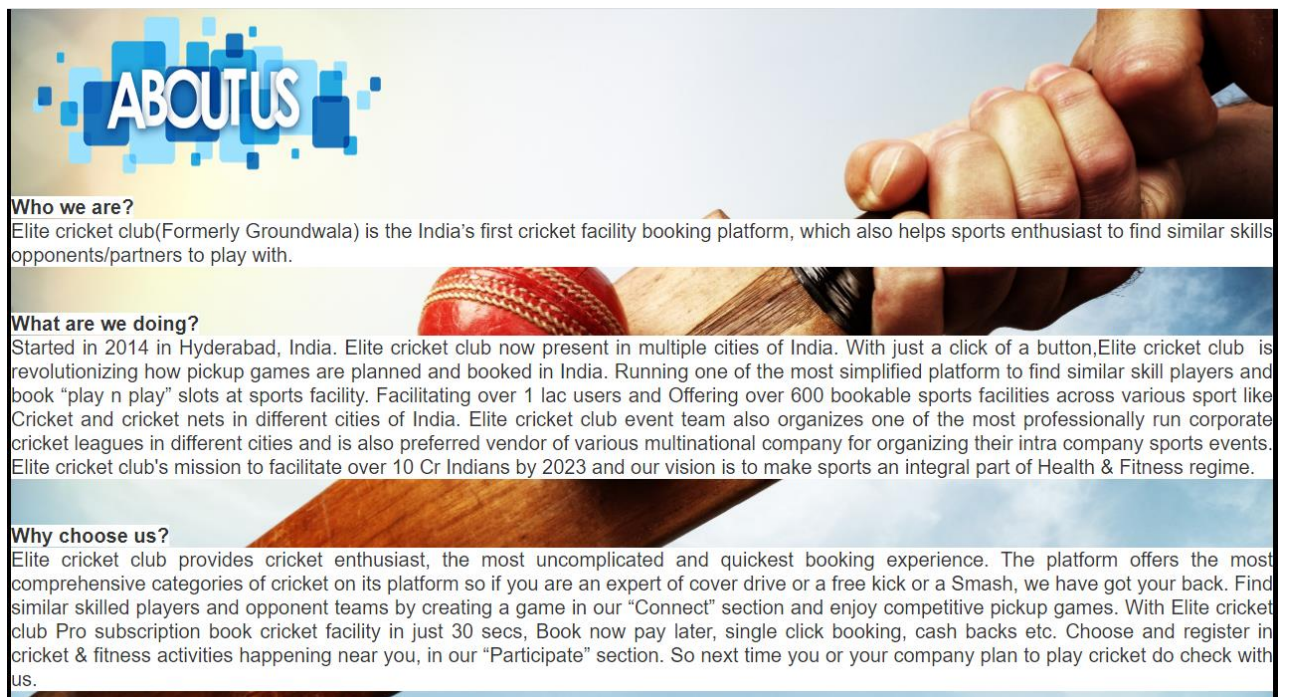 ABOUT US
Who we are?
Elite cricket club(Formerly Groundwala) is the India’s first cricket facility booking platform, which also helps sports enthusiast to find similar skills
opponents/partners to play with.
What are we doing?
Started in 2014 in Hyderabad, India. Elite cricket club now present in multiple cities of India. With just a click of a button,Elite cricket club is
revolutionizing how pickup games are planned and booked in India. Running one of the most simplified platform to find similar skill players and
book “play n play” slots at sports facility. Facilitating over 1 lac users and Offering over 600 bookable sports facilities across various sport like
Cricket and cricket nets in different cities of India. Elite cricket club event team also organizes one of the most professionally run corporate
cricket leagues in different cities and is also preferred vendor of various multinational company for organizing their intra company sports events.
Elite cricket club's mission to facilitate over 10 Cr Indians by 2023 and our vision is to make sports an integral part of Health & Fitness regime.
Why choose us?
Elite cricket club provides cricket enthusiast, the most uncomplicated and quickest booking experience. The platform offers the most
comprehensive categories of cricket on its platform so if you are an expert of cover drive or a free kick or a Smash, we have got your back. Find
similar skilled players and opponent teams by creating a game in our “Connect” section and enjoy competitive pickup games. With Elite cricket
club Pro subscription book cricket facility in just 30 secs, Book now pay later, single click booking, cash backs etc. Choose and register in
cricket & fitness activities happening near you, in our “Participate” section. So next time you or your company plan to play cricket do check with
us.